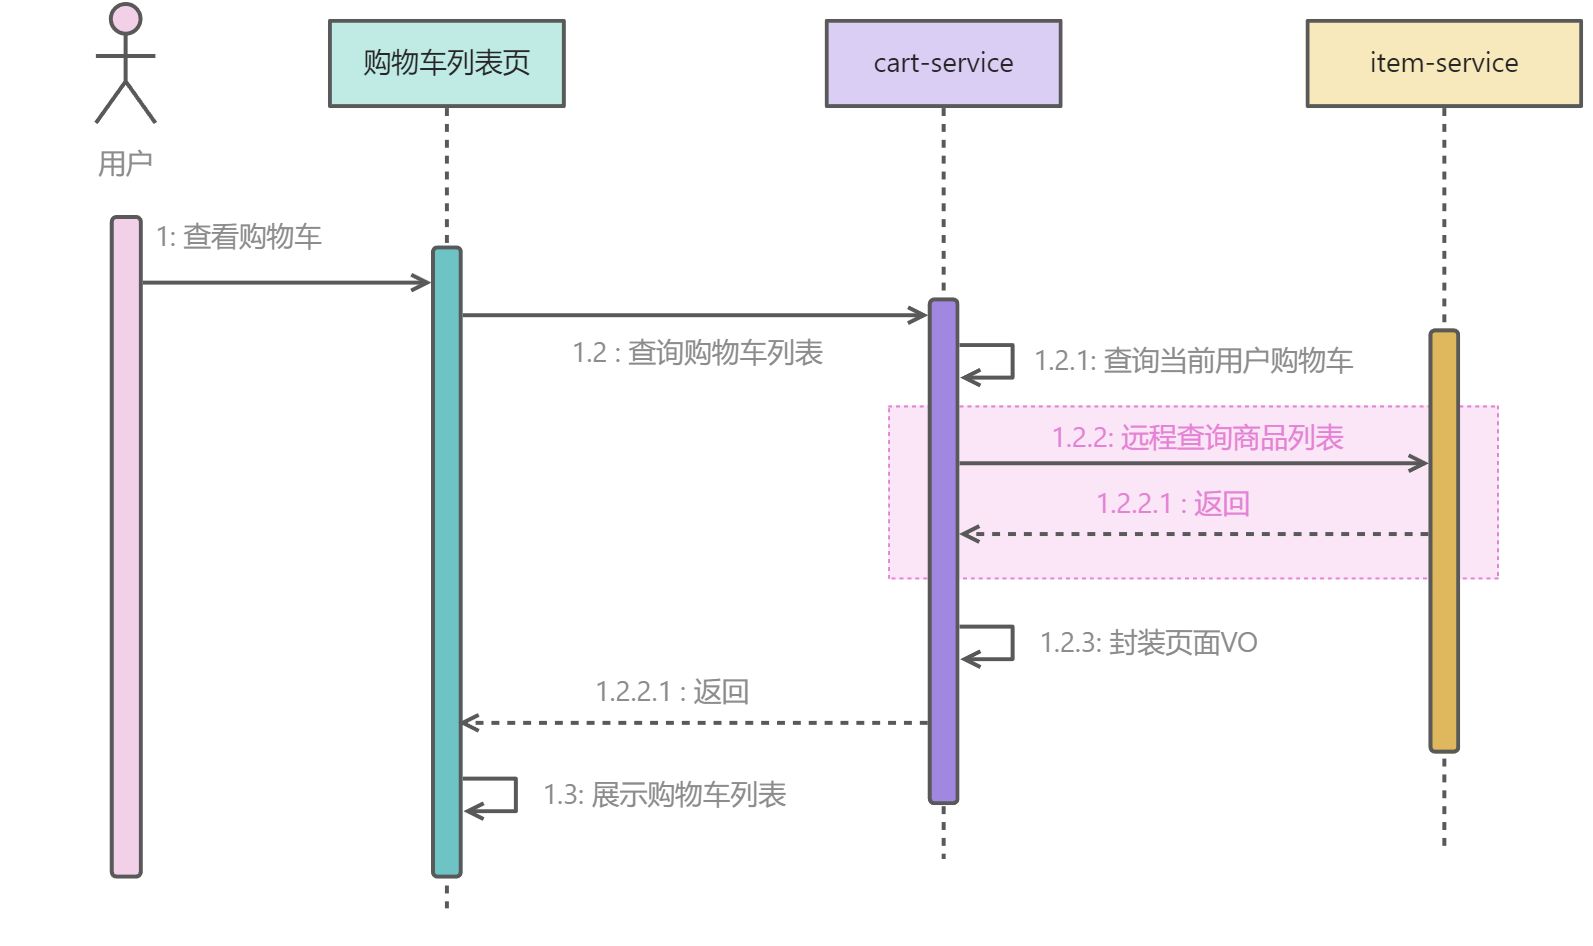 购物车列表页
cart-service
item-service
用户
1: 查看购物车
1.2 : 查询购物车列表
1.2.1: 查询当前用户购物车
1.2.2: 远程查询商品列表
1.2.2.1 : 返回
1.2.3: 封装页面VO
1.2.2.1 : 返回
1.3: 展示购物车列表